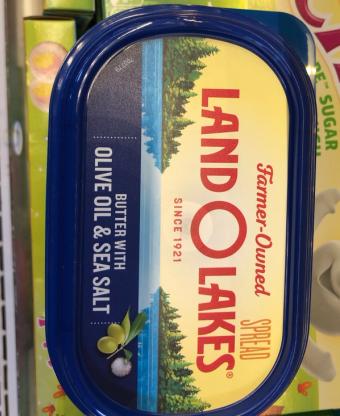 Farmer-Owned
SPREAD
LAND O LAKES®
SINCE 1921
BUTTER WITH
OLIVE OIL & SEA SALT
SUGAR